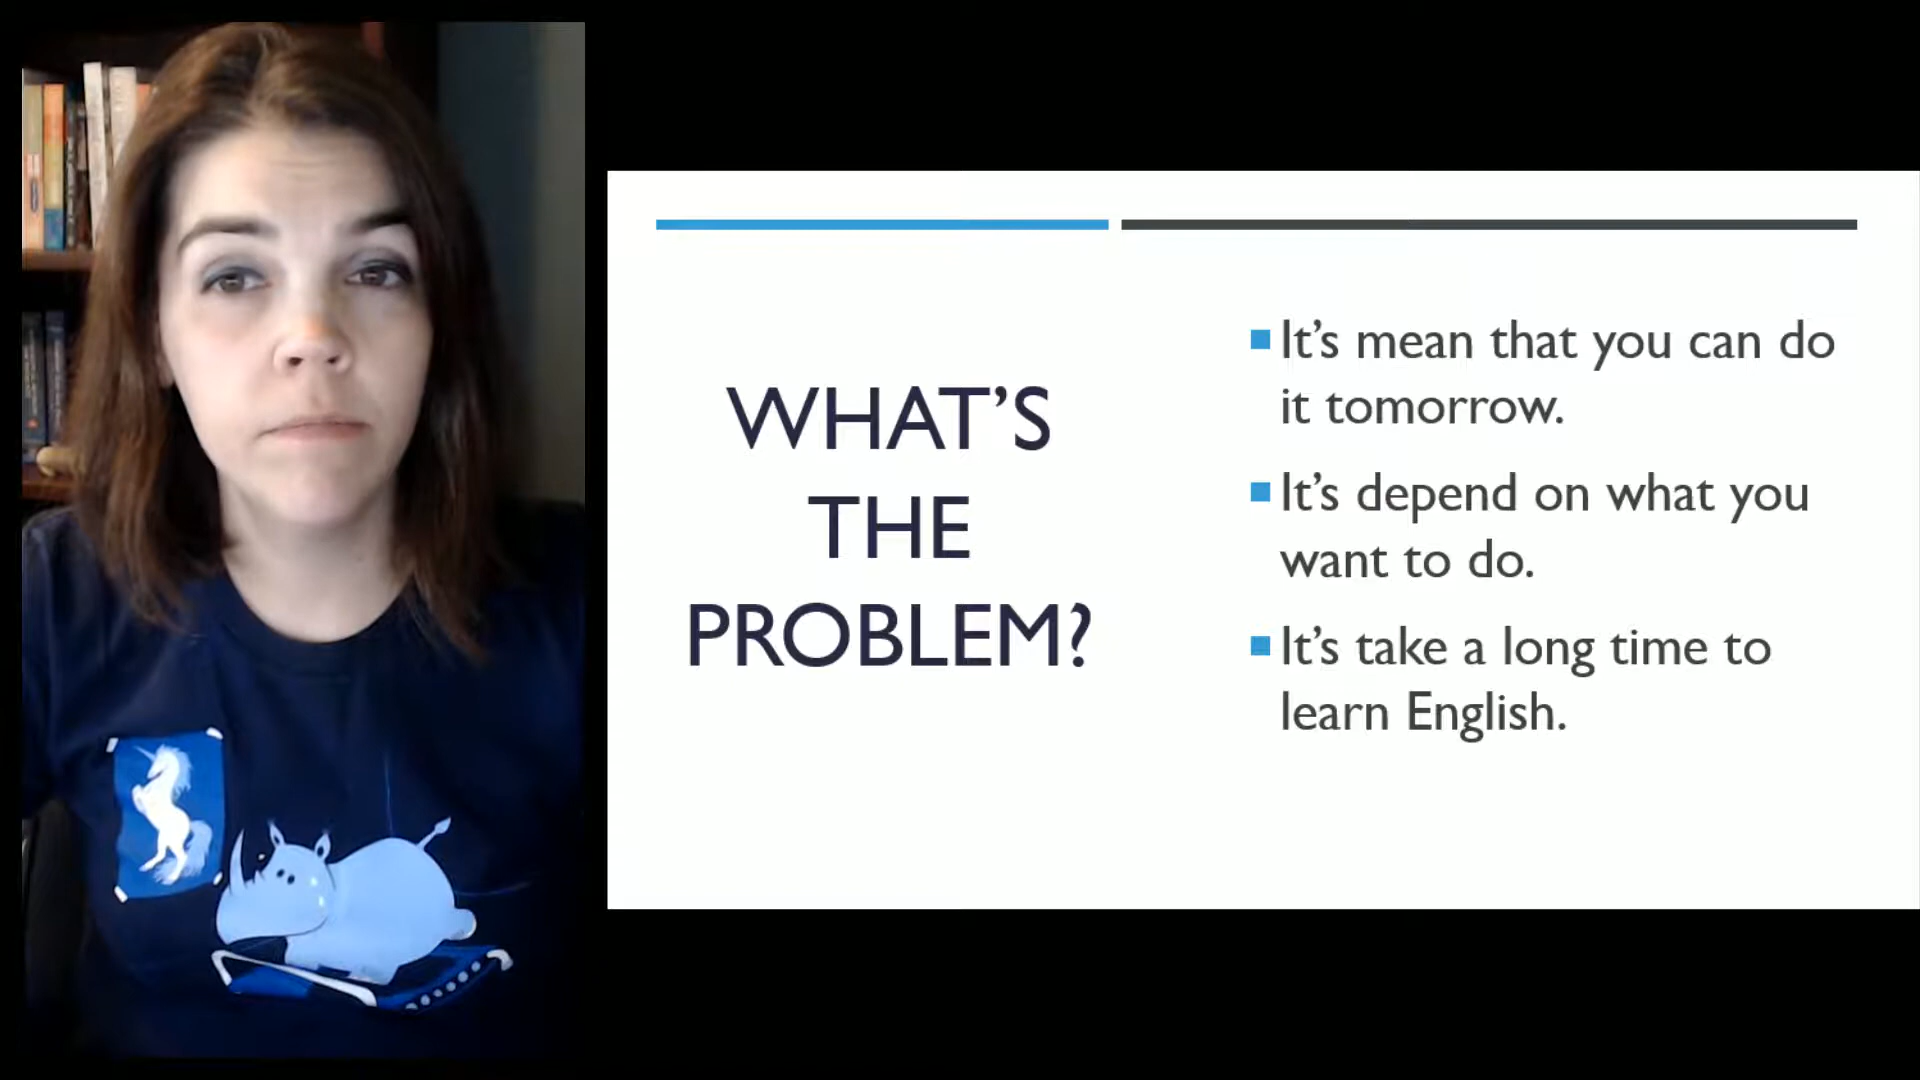 WHAT'S
THE
PROBLEM?
It's mean that you can do
it tomorrow.
It's depend on what you
want to do.
It's take a long time to
learn English.